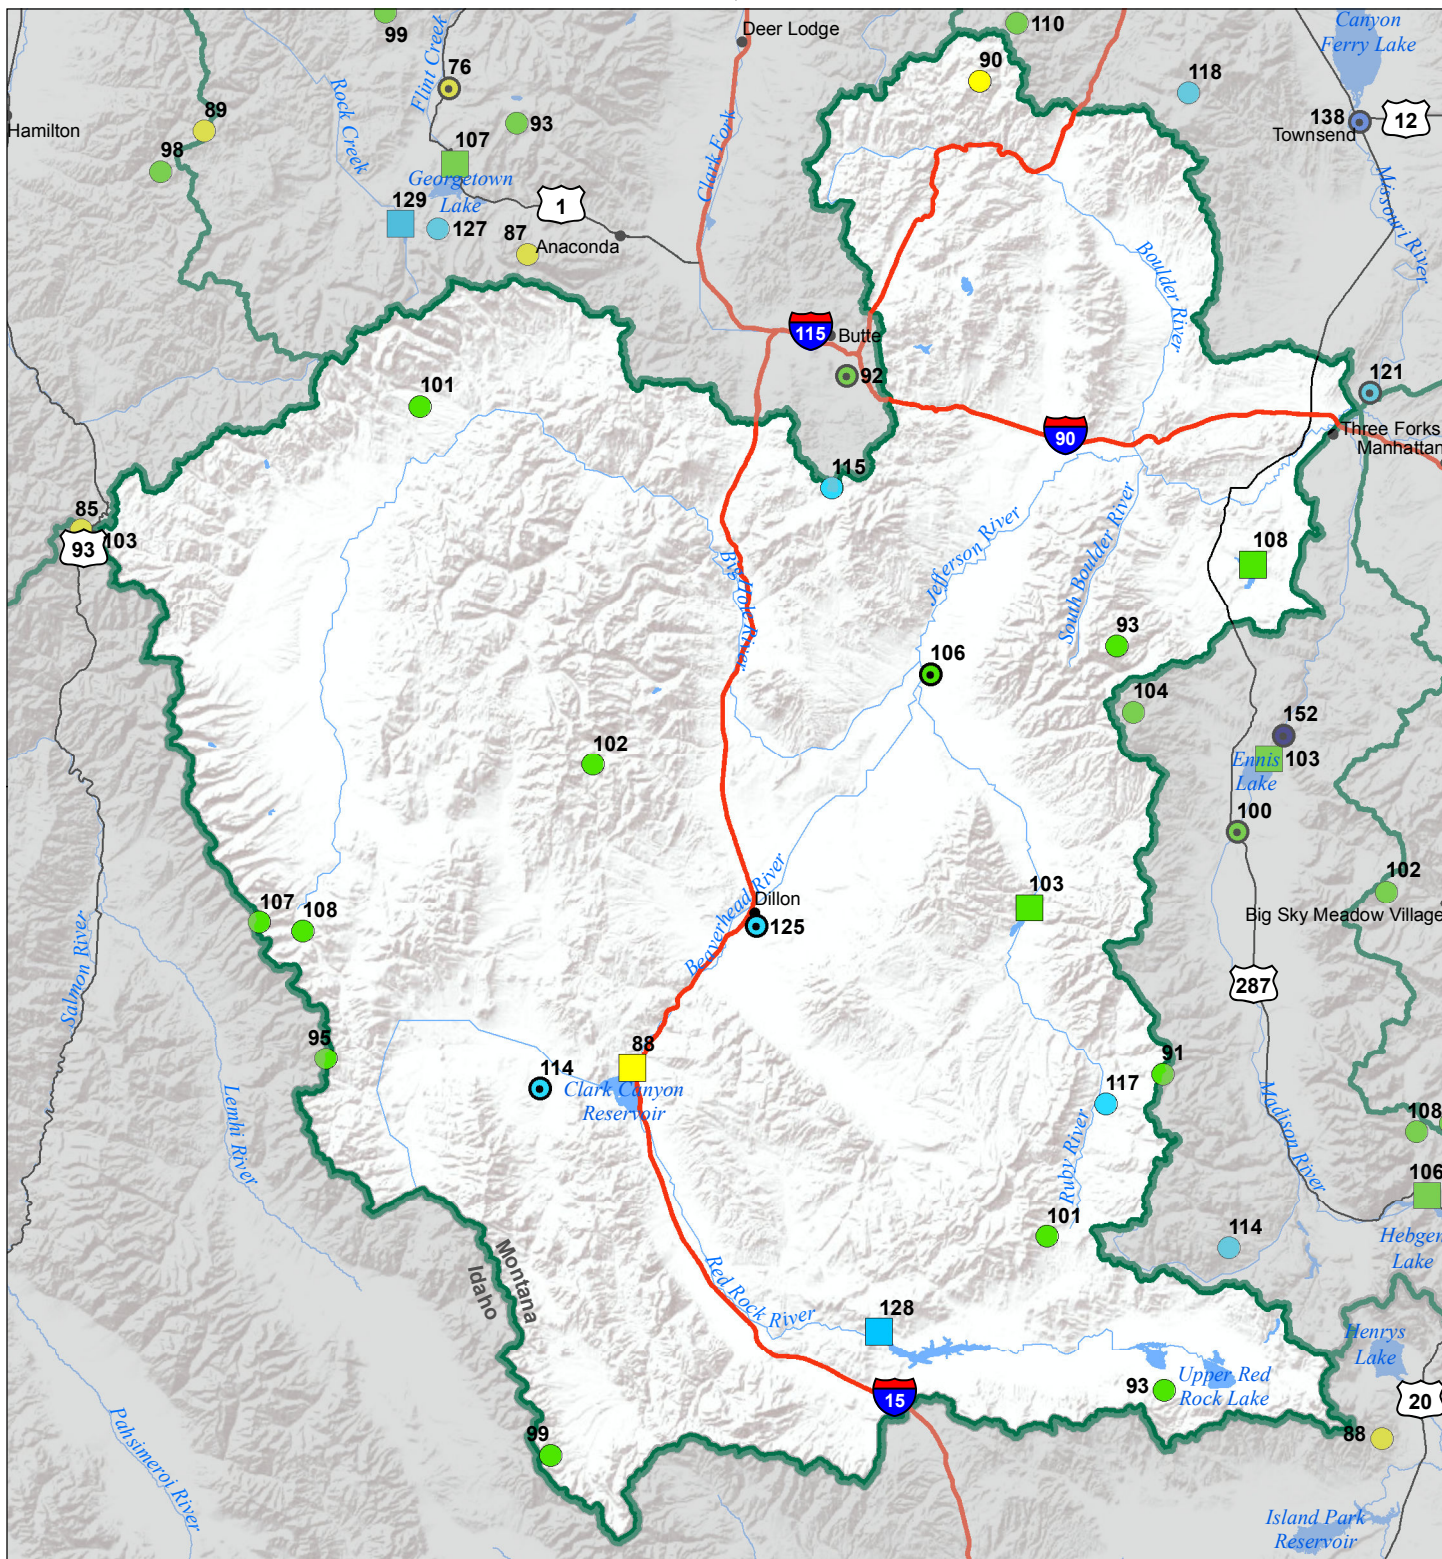 99
Deer Lodge
110
Canyon
Ferry Lake
Flint Creek
76
90
118
Rock Creek
89
Hamilton
93
138
Townsend
12
98
107
Georgetown
Lake
Clark Fork
Missouri River
129
127
1
87
Anaconda
Boulder River
115
Butte
92
121
101
90
Three Forks
Manhattan
115
85
93
103
Jefferson River
South Boulder River
108
Big Hole River
93
106
104
152
Ennis
Lake
103
102
100
102
Beaverhead River
Dillon
125
103
Big Sky Meadow Village
107
108
Salmon River
287
95
88
114
Clark Canyon
Reservoir
91
117
Lemhi River
Madison River
108
Ruby River
106
101
114
Hebgen
Lake
Montana
Idaho
Red Rock River
128
Henrys
Lake
93
Upper Red
Rock Lake
15
20
88
99
Pahsimeroi River
Island Park
Reservoir